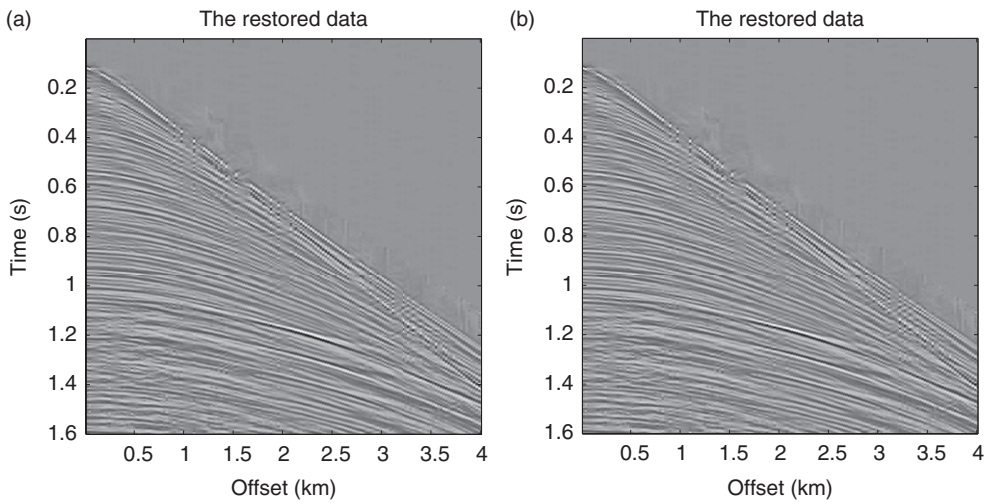 (a)
The restored data
0.2
0.4
0.6
0.8
1
1.2
1.4
1.6
Time (s)
0.5 1 1.5 2 2.5 3 3.5 4
Offset (km)
(b)
The restored data
0.2
0.4
0.6
0.8
1
1.2
1.4
1.6
Time (s)
0.5 1 1.5 2 2.5 3 3.5 4
Offset (km)